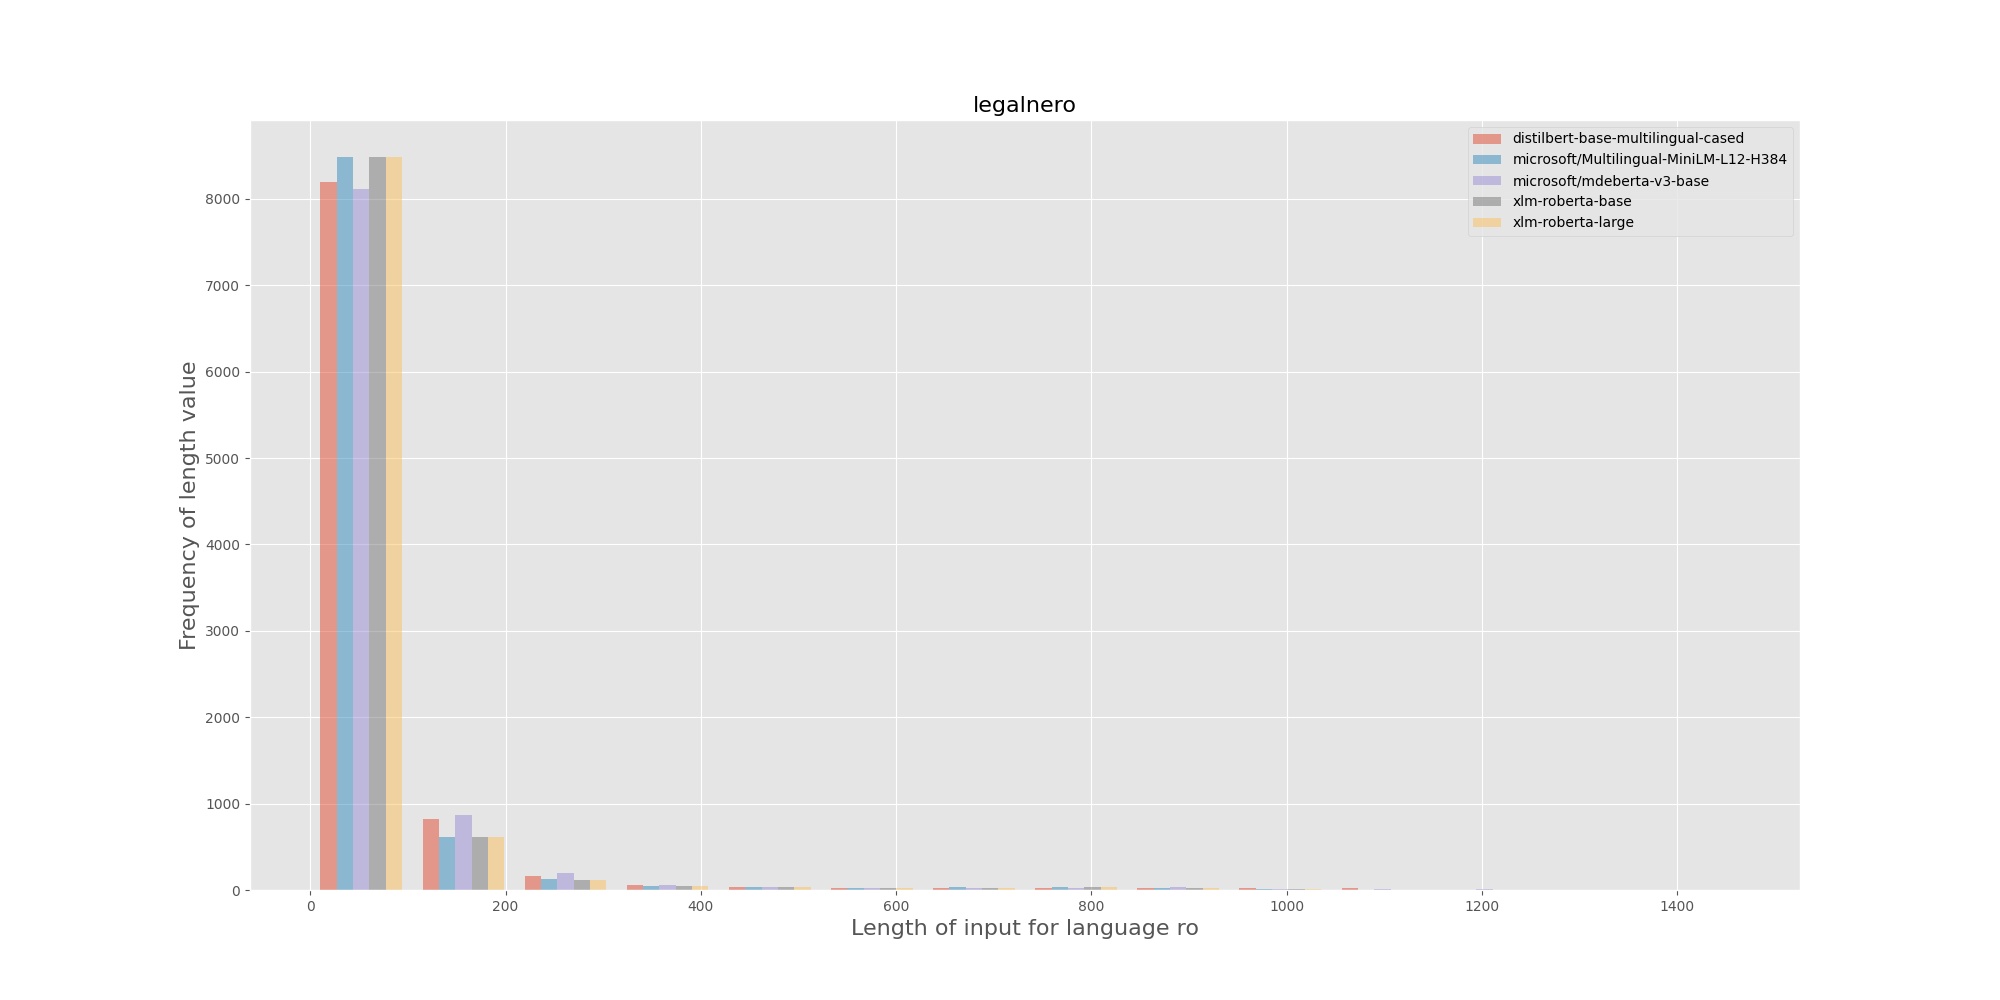 legalnero
distilbert-base-multilingual-cased
microsoft/Multilingual-MiniLM-L12-H384
microsoft/mdeberta-v3-base
xlm-roberta-base
xlm-roberta-large
Frequency of length value
8000
7000
6000
5000
4000
3000
2000
1000
0
0 200 400 600 800 1000 1200 1400
Length of input for language ro